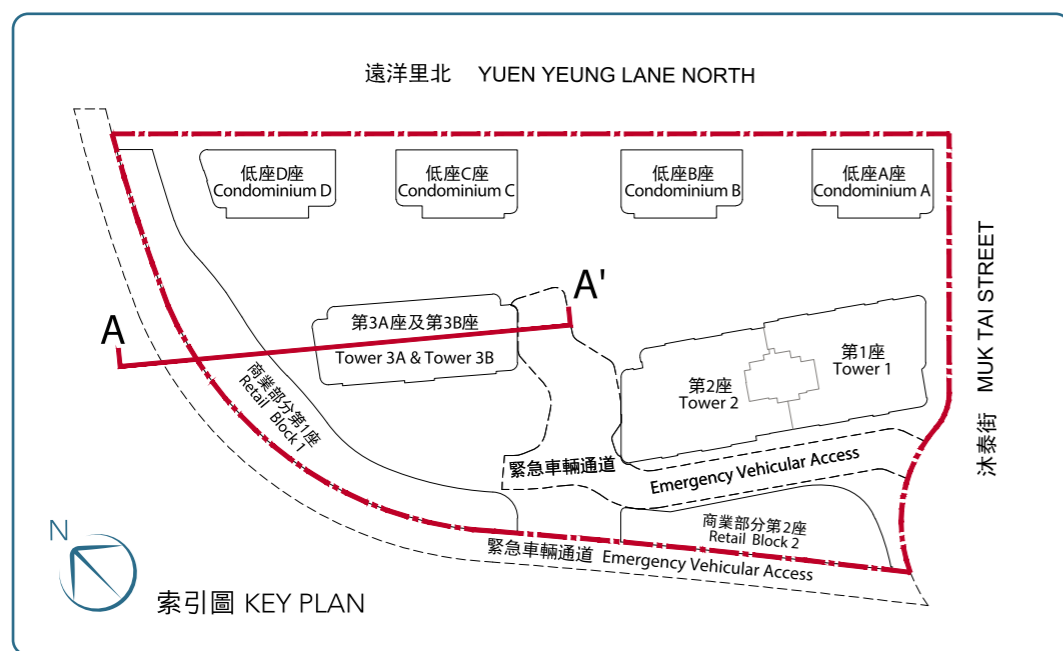 遠洋里北 YUEN YEUNG LANE NORTH
低座D座
Condominium D
低座C座
Condominium C
低座B座
Condominium B
低座A座
Condominium A
沐泰街 MUK TAI STREET
A
A'
第3A座及第3B座
Tower 3A & Tower 3B
第1座
Tower 1
第2座
Tower 2
商業部分第1座
Retail Block 1
緊急車輛通道 Emergency Vehicular Access
商業部分第2座
Retail Block 2
緊急車輛通道 Emergency Vehicular Access
N
索引圖 KEY PLAN